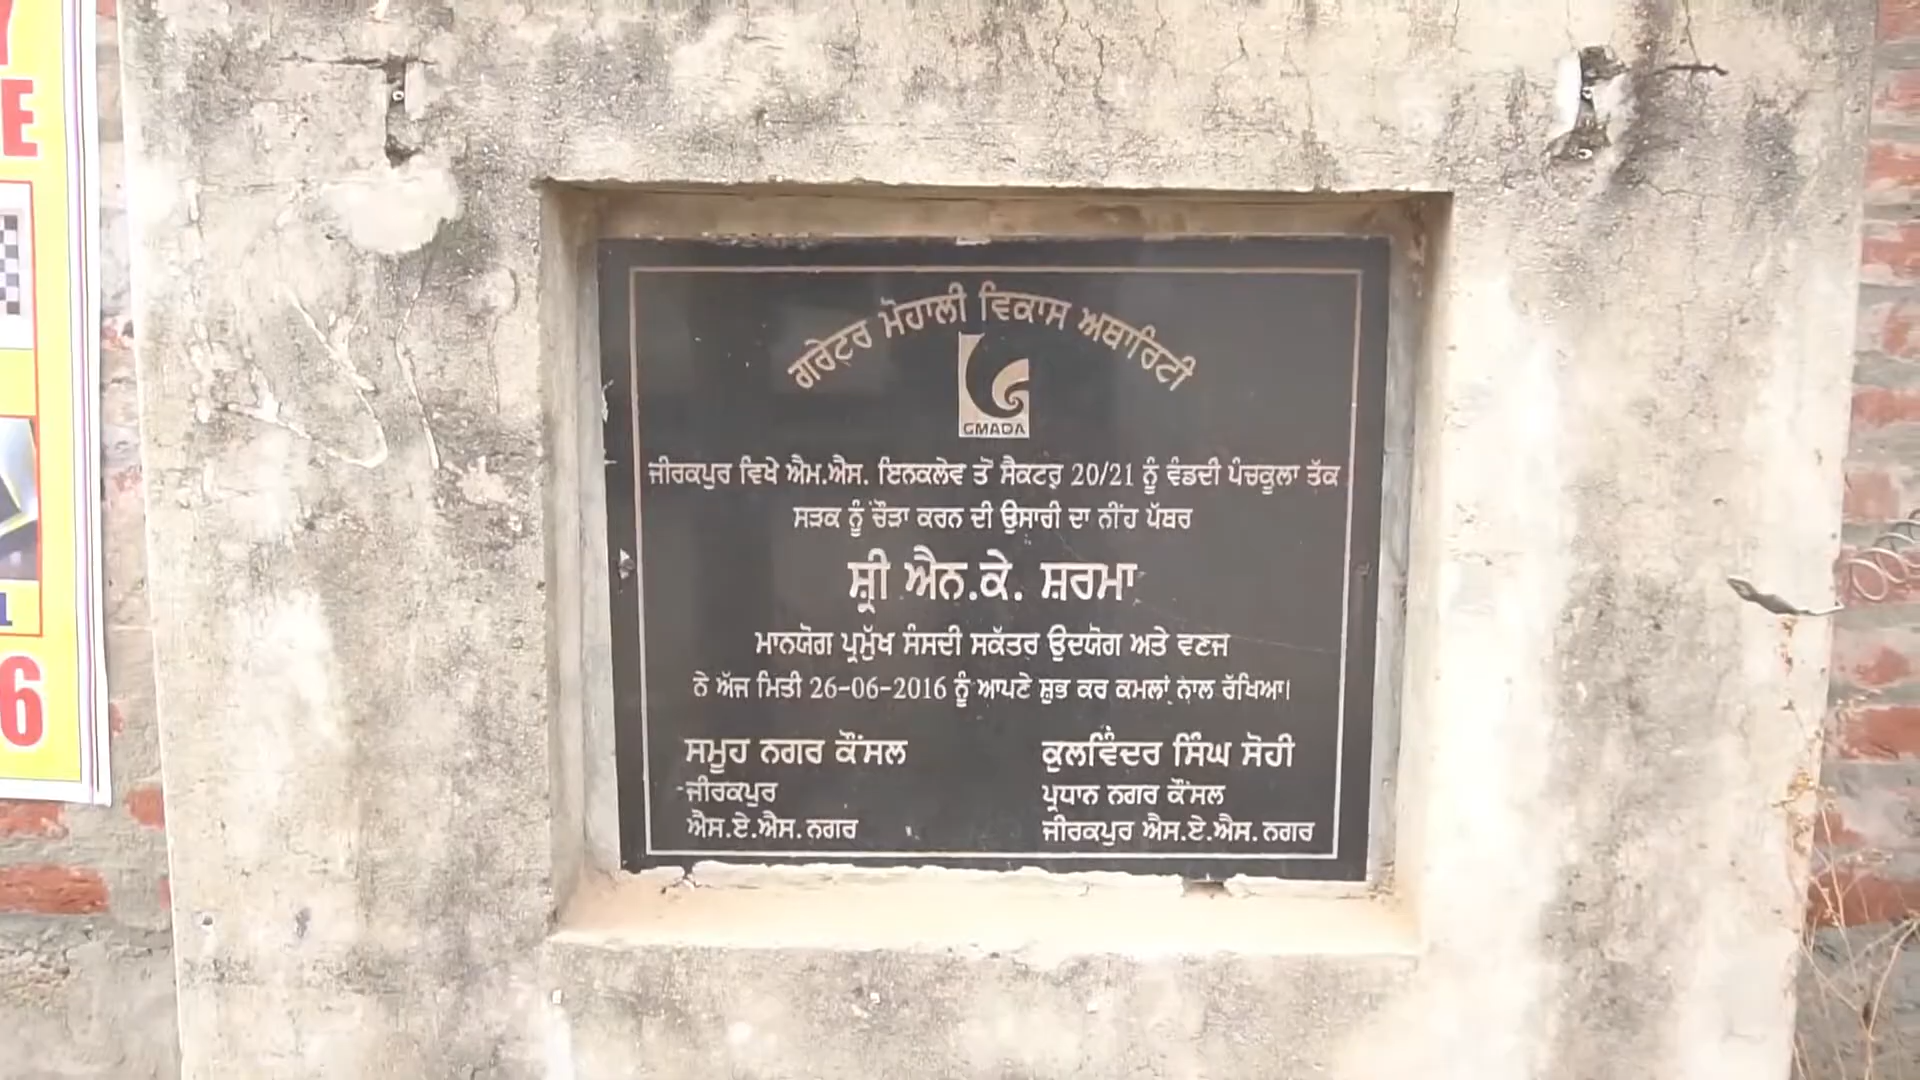 ਗਰੇਟਰ ਮੋਹਾਲੀ ਵਿਕਾਸ ਅਥਾਰਿਟੀ
GMADA
ਜੀਰਕਪੁਰ ਵਿਖੇ ਐਮ.ਐਸ. ਇਨਕਲੇਵ ਤੋਂ ਸੈਕਟਰ 20/21 ਨੂੰ ਵੰਡਦੀ ਪੰਚਕੂਲਾ ਤੱਕ
ਸੜਕ ਨੂੰ ਚੌੜਾ ਕਰਨ ਦੀ ਉਸਾਰੀ ਦਾ ਨੀਂਹ ਪੱਥਰ
ਸ਼੍ਰੀ ਐਨ.ਕੇ. ਸ਼ਰਮਾ
ਮਾਨਯੋਗ ਪ੍ਰਮੁੱਖ ਸੰਸਦੀ ਸਕੱਤਰ ਉਦਯੋਗ ਅਤੇ ਵਣਜ
ਨੇ ਅੱਜ ਮਿਤੀ 26-06-2016 ਨੂੰ ਆਪਣੇ ਸ਼ੁਭ ਕਰ ਕਮਲਾਂ ਨਾਲ ਰੱਖਿਆ।
ਸਮੂਹ ਨਗਰ ਕੌਂਸਲ
ਜੀਰਕਪੁਰ
ਐਸ.ਏ.ਐਸ. ਨਗਰ
ਕੁਲਵਿੰਦਰ ਸਿੰਘ ਸੋਹੀ
ਪ੍ਰਧਾਨ ਨਗਰ ਕੌਂਸਲ
ਜੀਰਕਪੁਰ ਐਸ.ਏ.ਐਸ. ਨਗਰ
E
6